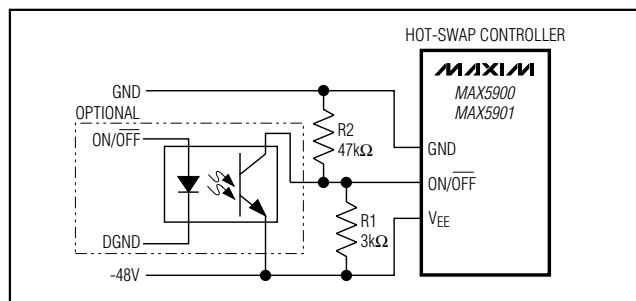 HOT-SWAP CONTROLLER
MAXIM
MAX5900
MAX5901
GND
OPTIONAL
ON/OFF
R2
47kΩ
GND
ON/OFF
R1
3kΩ
VEE
DGND
-48V